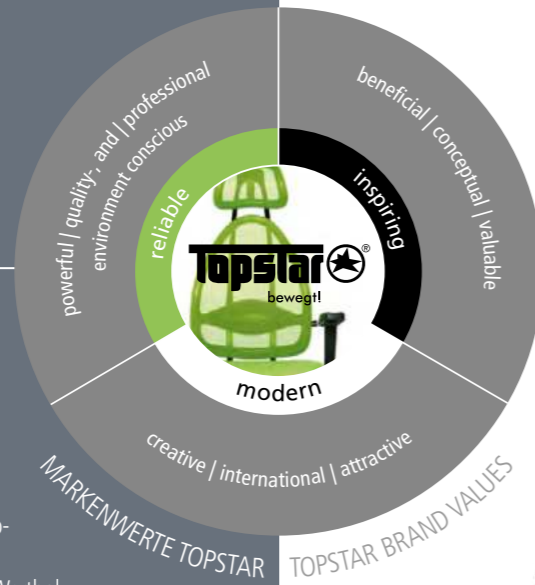 powerful | quality-, and | professional
environment conscious
beneficial | conceptual | valuable
reliable
inspiring
Topstar ®
bewegt!
modern
creative | international | attractive
MARKENWERTE TOPSTAR
TOPSTAR BRAND VALUES